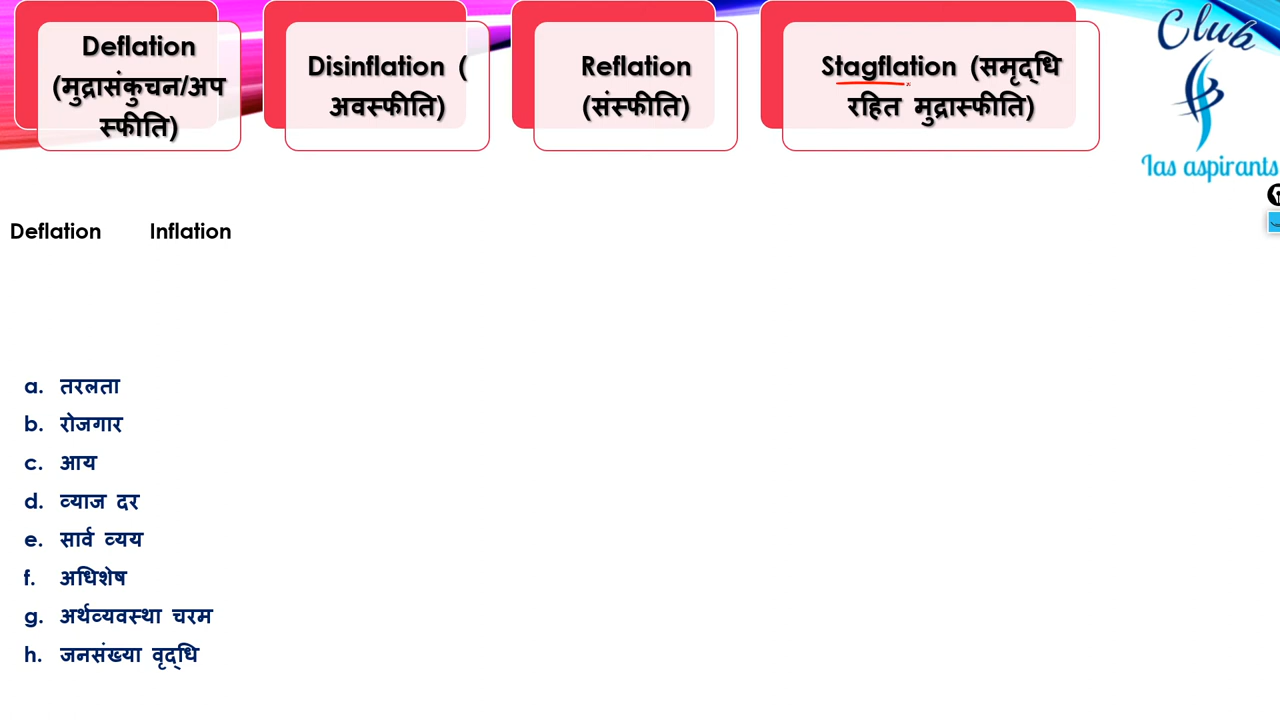 Deflation
(मुद्रासंकुचन/अप
स्फीति)
Disinflation (
अवस्फीति)
Reflation
(संस्फीति)
Stagflation (समृद्धि
रहित मुद्रास्फीति)
Club
Ias aspirants
Deflation Inflation
a. तरलता
b. रोजगार
c. आय
d. व्याज दर
e. सार्व व्यय
f. अधिशेष
g. अर्थव्यवस्था चरम
h. जनसंख्या वृद्धि